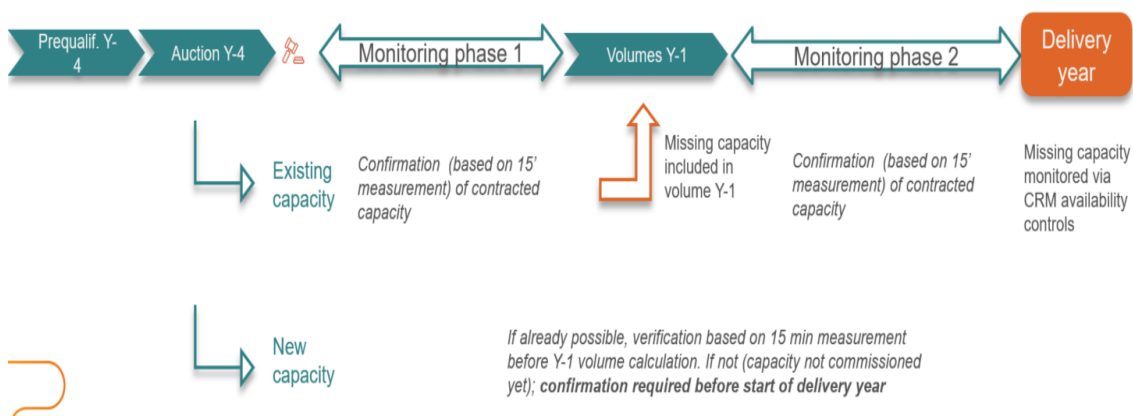 Prequalif. Y-
4
Auction Y-4
Monitoring phase 1
Volumes Y-1
Monitoring phase 2
Delivery
year
Existing
capacity
Confirmation (based on 15'
measurement) of contracted
capacity
Missing capacity
included in
volume Y-1
Confirmation (based on 15'
measurement) of contracted
capacity
Missing capacity
monitored via
CRM availability
controls
New
capacity
If already possible, verification based on 15 min measurement
before Y-1 volume calculation. If not (capacity not commissioned
yet); confirmation required before start of delivery year